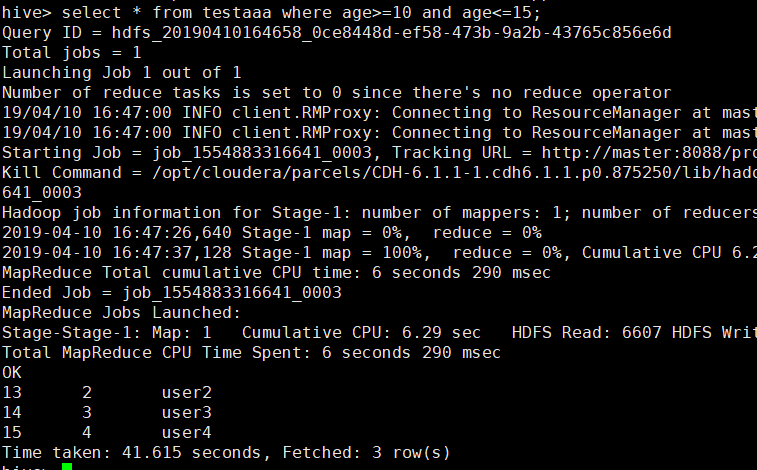 hive> select * from testaaa where age>=10 and age<=15;
Query ID = hdfs_20190410164658_0ce8448d-ef58-473b-9a2b-43765c856e6d
Total jobs = 1
Launching Job 1 out of 1
Number of reduce tasks is set to 0 since there's no reduce operator
19/04/10 16:47:00 INFO client.RMProxy: Connecting to ResourceManager at mast
19/04/10 16:47:00 INFO client.RMProxy: Connecting to ResourceManager at mast
Starting Job = job_1554883316641_0003, Tracking URL = http://master:8088/pro
Kill Command = /opt/cloudera/parcels/CDH-6.1.1-1.cdh6.1.1.p0.875250/lib/hado
641_0003
Hadoop job information for Stage-1: number of mappers: 1; number of reducers
2019-04-10 16:47:26,640 Stage-1 map = 0%,  reduce = 0%
2019-04-10 16:47:37,128 Stage-1 map = 100%,  reduce = 0%, Cumulative CPU 6.2
MapReduce Total cumulative CPU time: 6 seconds 290 msec
Ended Job = job_1554883316641_0003
MapReduce Jobs Launched:
Stage-Stage-1: Map: 1   Cumulative CPU: 6.29 sec   HDFS Read: 6607 HDFS Writ
Total MapReduce CPU Time Spent: 6 seconds 290 msec
OK
13      2       user2
14      3       user3
15      4       user4
Time taken: 41.615 seconds, Fetched: 3 row(s)
hive>